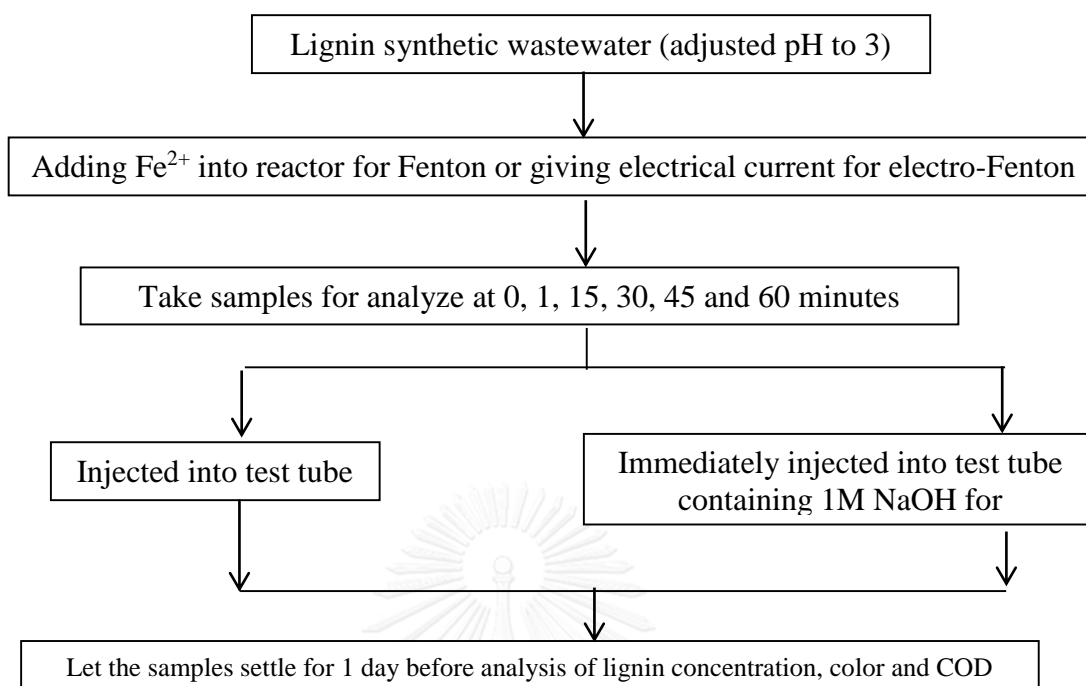 Lignin synthetic wastewater (adjusted pH to 3)
Adding Fe²⁺ into reactor for Fenton or giving electrical current for electro-Fenton
Take samples for analyze at 0, 1, 15, 30, 45 and 60 minutes
Injected into test tube
Immediately injected into test tube
containing 1M NaOH for
Let the samples settle for 1 day before analysis of lignin concentration, color and COD